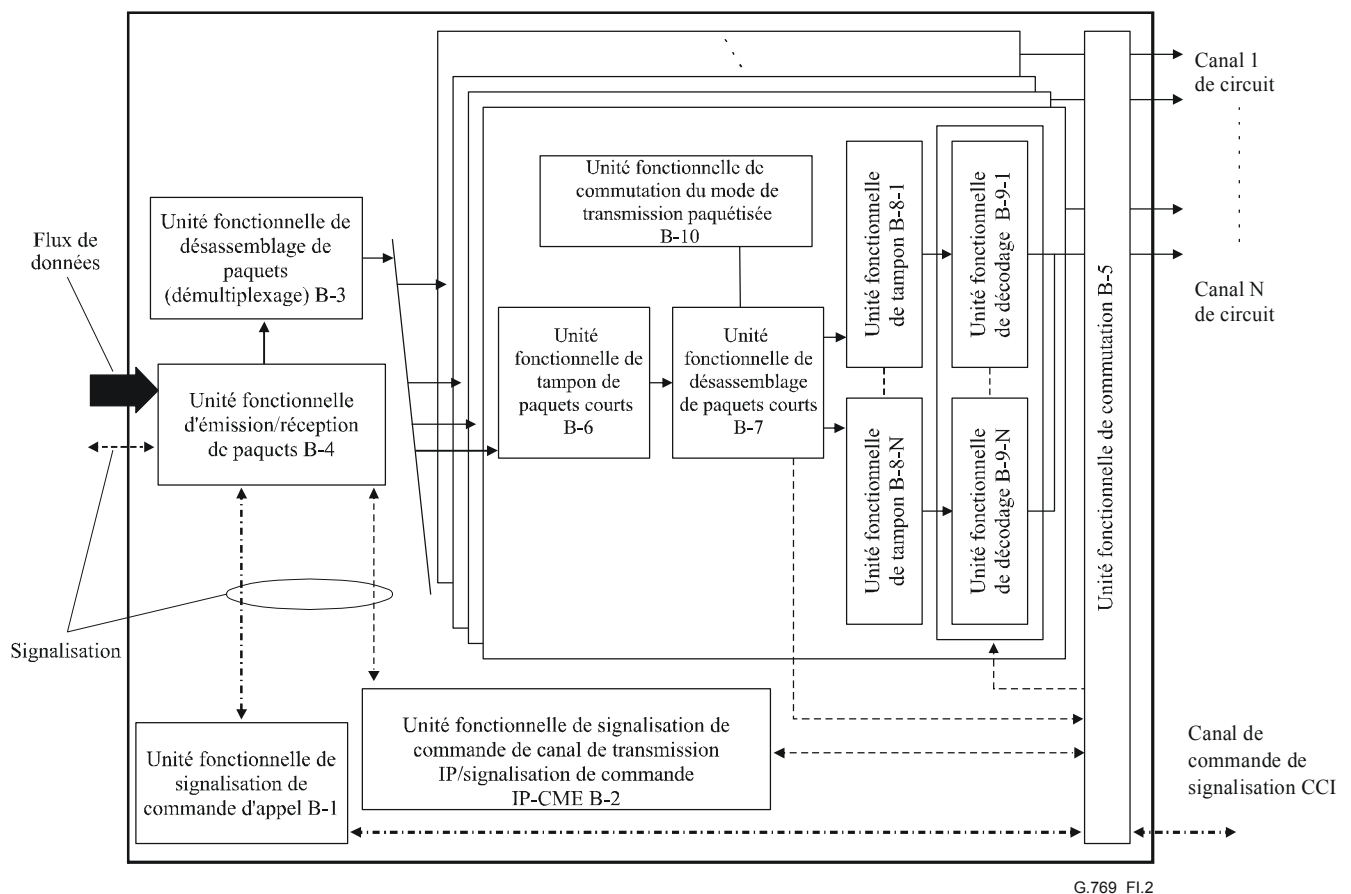 Canal 1
de circuit
Unité fonctionnelle de
commutation du mode de
transmission paquétisée
B-10
Unité fonctionnelle
de tampon B-8-1
Unité fonctionnelle
de décodage B-9-1
Unité fonctionnelle de
désassemblage de
paquets
(démultiplexage) B-3
Flux de
données
Canal N
de circuit
Unité fonctionnelle de commutation B-5
Unité
fonctionnelle de
tampon de
paquets courts
B-6
Unité
fonctionnelle de
désassemblage
de paquets courts
B-7
Unité fonctionnelle
d'émission/réception
de paquets B-4
Unité fonctionnelle
de tampon B-8-N
Unité fonctionnelle
de décodage B-9-N
Signalisation
Unité fonctionnelle de signalisation de
commande de canal de transmission
IP/signalisation de commande
IP-CME B-2
Unité fonctionnelle de
signalisation de
commande d'appel B-1
Canal de
commande de
signalisation CCI
G.769_FI.2